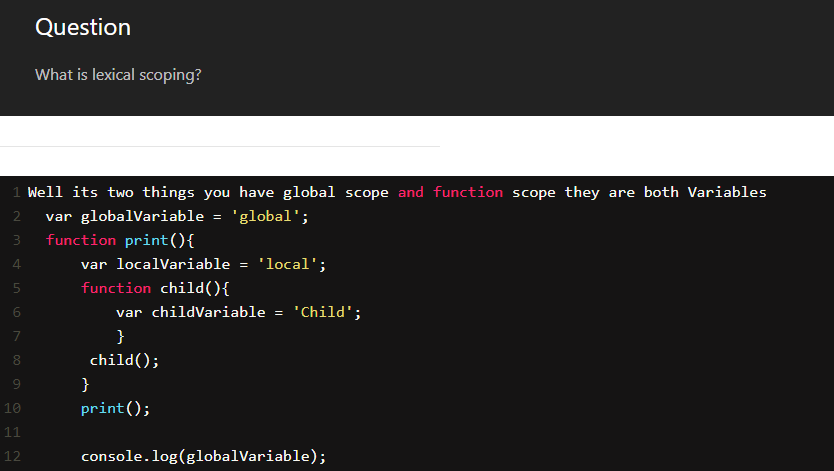 Question
What is lexical scoping?
1 Well its two things you have global scope and function scope they are both Variables
2 var globalVariable = 'global';
3 function print(){
4 var localVariable = 'local';
5 function child(){
6 var childVariable = 'Child';
7 }
8 child();
9 }
10 print();
11
12 console.log(globalVariable);